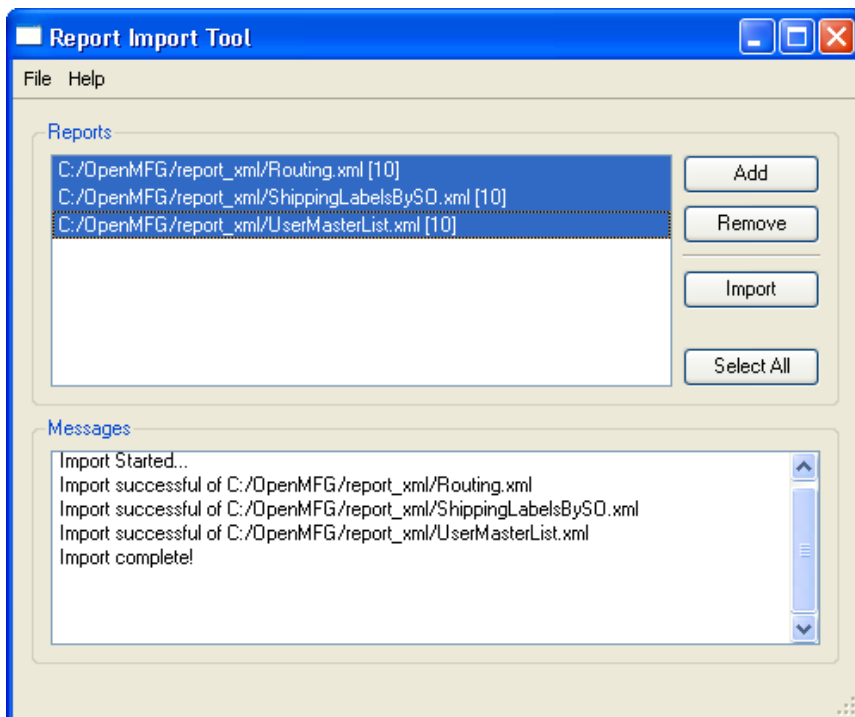 Report Import Tool
File Help
Reports
C:/OpenMFG/report_xml/Routing.xml [10]
C:/OpenMFG/report_xml/ShippingLabelsBySO.xml [10]
C:/OpenMFG/report_xml/UserMasterList.xml [10]
Add
Remove
Import
Select All
Messages
Import Started...
Import successful of C:/OpenMFG/report_xml/Routing.xml
Import successful of C:/OpenMFG/report_xml/ShippingLabelsBySO.xml
Import successful of C:/OpenMFG/report_xml/UserMasterList.xml
Import complete!